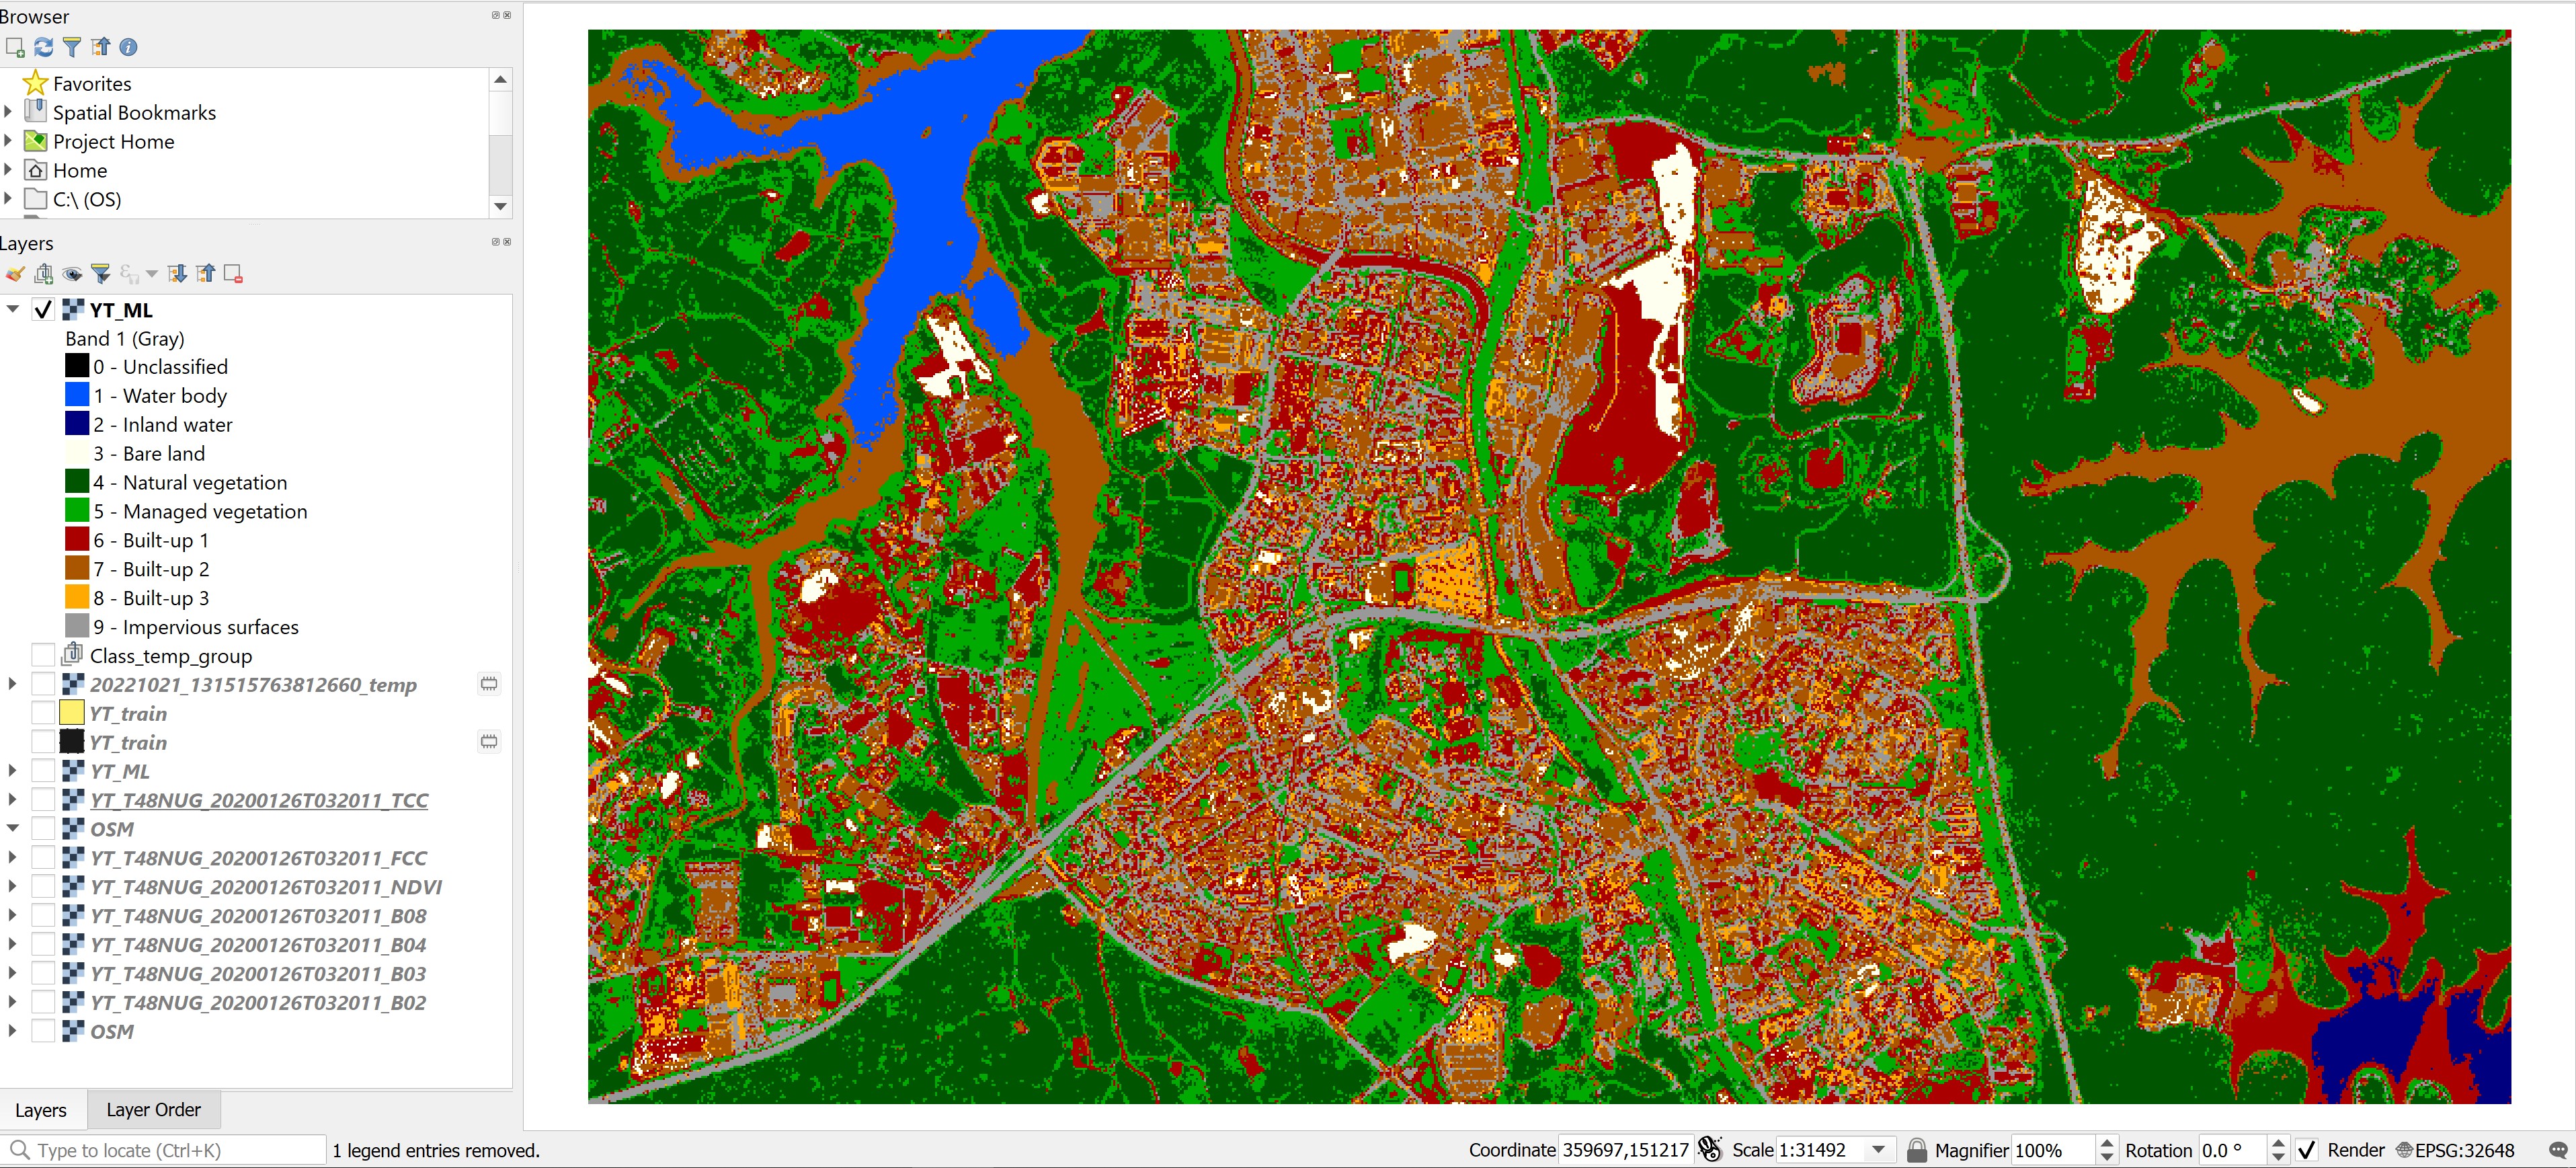 Browser
Favorites
Spatial Bookmarks
Project Home
Home
C:\ (OS)
Layers
YT_ML
Band 1 (Gray)
0 - Unclassified
1 - Water body
2 - Inland water
3 - Bare land
4 - Natural vegetation
5 - Managed vegetation
6 - Built-up 1
7 - Built-up 2
8 - Built-up 3
9 - Impervious surfaces
Class_temp_group
20221021_131515763812660_temp
YT_train
YT_train
YT_ML
YT_T48NUG_20200126T032011_TCC
OSM
YT_T48NUG_20200126T032011_FCC
YT_T48NUG_20200126T032011_NDVI
YT_T48NUG_20200126T032011_B08
YT_T48NUG_20200126T032011_B04
YT_T48NUG_20200126T032011_B03
YT_T48NUG_20200126T032011_B02
OSM
Layers Layer Order
Type to locate (Ctrl+K) 1 legend entries removed. Coordinate 359697,151217 Scale 1:31492 Magnifier 100% Rotation 0.0 ° Render EPSG:32648